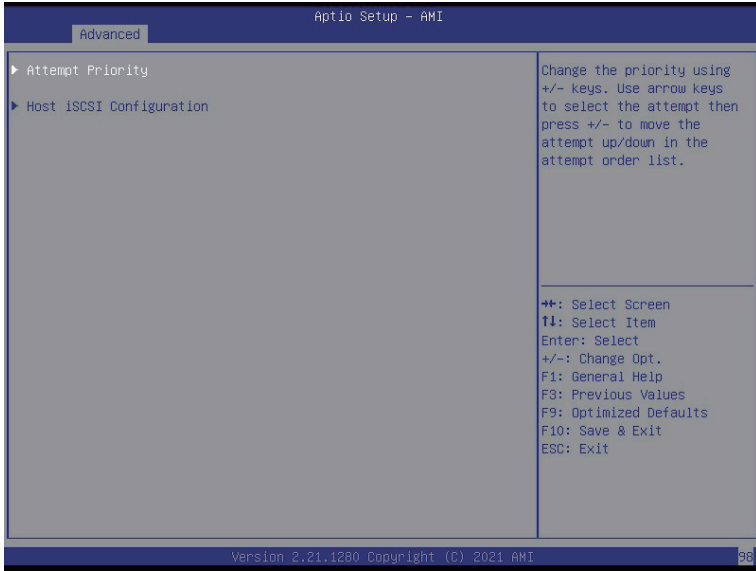 Aptio Setup – AMI
Advanced
▶ Attempt Priority
▶ Host iSCSI Configuration
Change the priority using
+/– keys. Use arrow keys
to select the attempt then
press +/– to move the
attempt up/down in the
attempt order list.
→←: Select Screen
↑↓: Select Item
Enter: Select
+/–: Change Opt.
F1: General Help
F3: Previous Values
F9: Optimized Defaults
F10: Save & Exit
ESC: Exit
Version 2.21.1280 Copyright (C) 2021 AMI
98